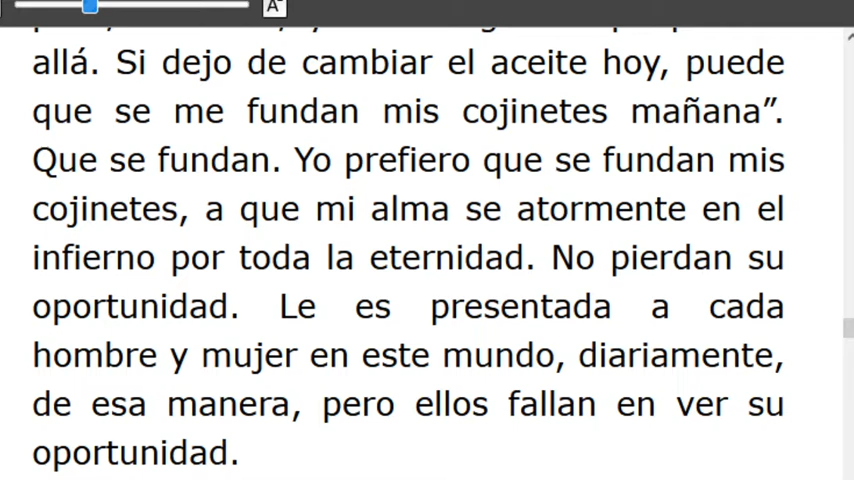 A
allá. Si dejo de cambiar el aceite hoy, puede
que se me fundan mis cojinetes mañana”.
Que se fundan. Yo prefiero que se fundan mis
cojinetes, a que mi alma se atormente en el
infierno por toda la eternidad. No pierdan su
oportunidad. Le es presentada a cada
hombre y mujer en este mundo, diariamente,
de esa manera, pero ellos fallan en ver su
oportunidad.